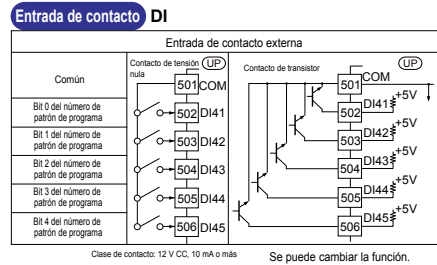 Entrada de contacto DI
Entrada de contacto externa
Común
Contacto de tensión nula
UP
Contacto de transistor
UP
501 COM
501 COM
Bit 0 del número de patrón de programa
502 DI41
502 DI41 +5V
Bit 1 del número de patrón de programa
503 DI42
503 DI42 +5V
Bit 2 del número de patrón de programa
504 DI43
504 DI43 +5V
Bit 3 del número de patrón de programa
505 DI44
505 DI44 +5V
Bit 4 del número de patrón de programa
506 DI45
506 DI45 +5V
Clase de contacto: 12 V CC, 10 mA o más
Se puede cambiar la función.